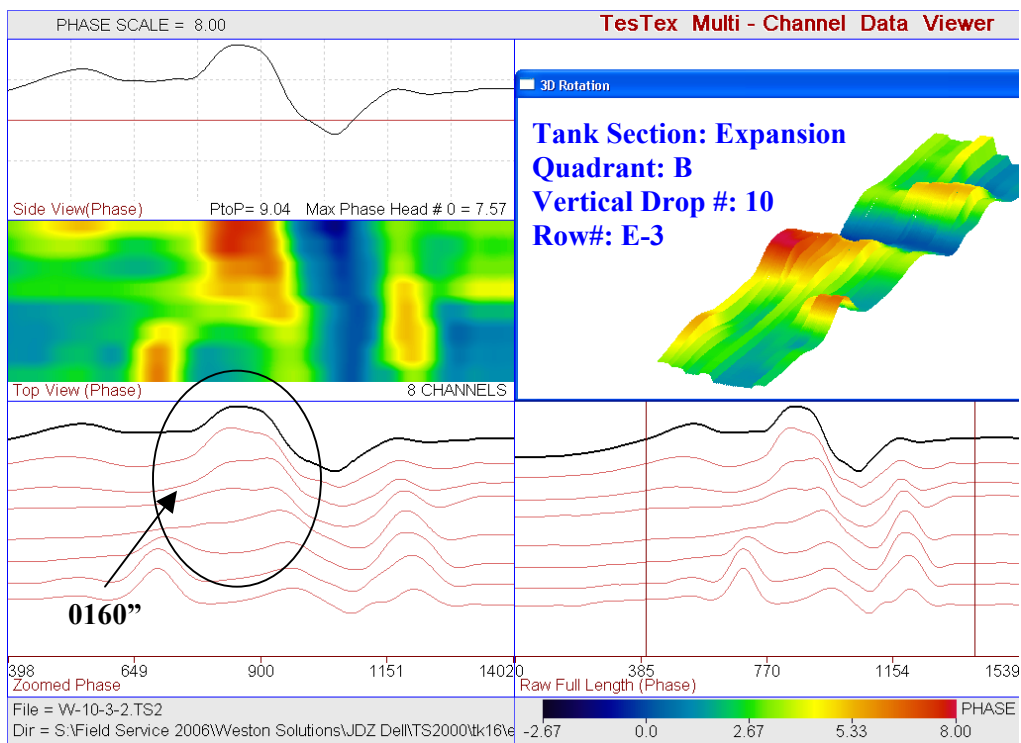 PHASE SCALE = 8.00
TesTex Multi - Channel Data Viewer
Side View(Phase) PtoP= 9.04 Max Phase Head # 0 = 7.57
3D Rotation
Tank Section: Expansion
Quadrant: B
Vertical Drop #: 10
Row#: E-3
Top View (Phase) 8 CHANNELS
0160”
398 649 900 1151 1402
Zoomed Phase
0 385 770 1154 1539
Raw Full Length (Phase)
File = W-10-3-2.TS2
Dir = S:\Field Service 2006\Weston Solutions\JDZ Dell\TS2000\tk16\e
PHASE
-2.67 0.0 2.67 5.33 8.00